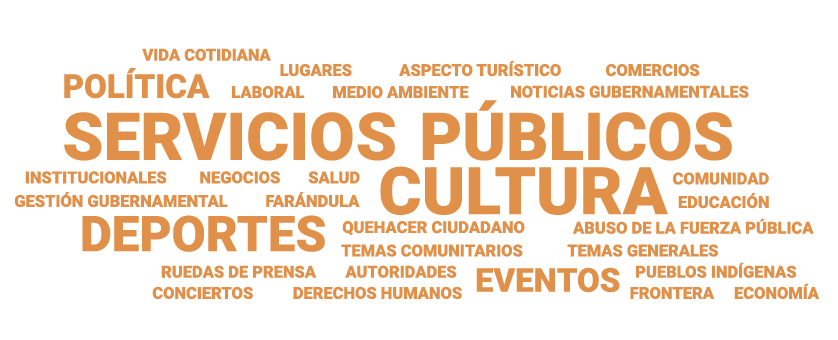 VIDA COTIDIANA
LUGARES ASPECTO TURÍSTICO COMERCIOS
POLÍTICA LABORAL MEDIO AMBIENTE NOTICIAS GUBERNAMENTALES
SERVICIOS PÚBLICOS
INSTITUCIONALES NEGOCIOS SALUD CULTURA COMUNIDAD
GESTIÓN GUBERNAMENTAL FARÁNDULA EDUCACIÓN
DEPORTES QUEHACER CIUDADANO ABUSO DE LA FUERZA PÚBLICA
TEMAS COMUNITARIOS TEMAS GENERALES
RUEDAS DE PRENSA AUTORIDADES EVENTOS PUEBLOS INDÍGENAS
CONCIERTOS DERECHOS HUMANOS FRONTERA ECONOMÍA